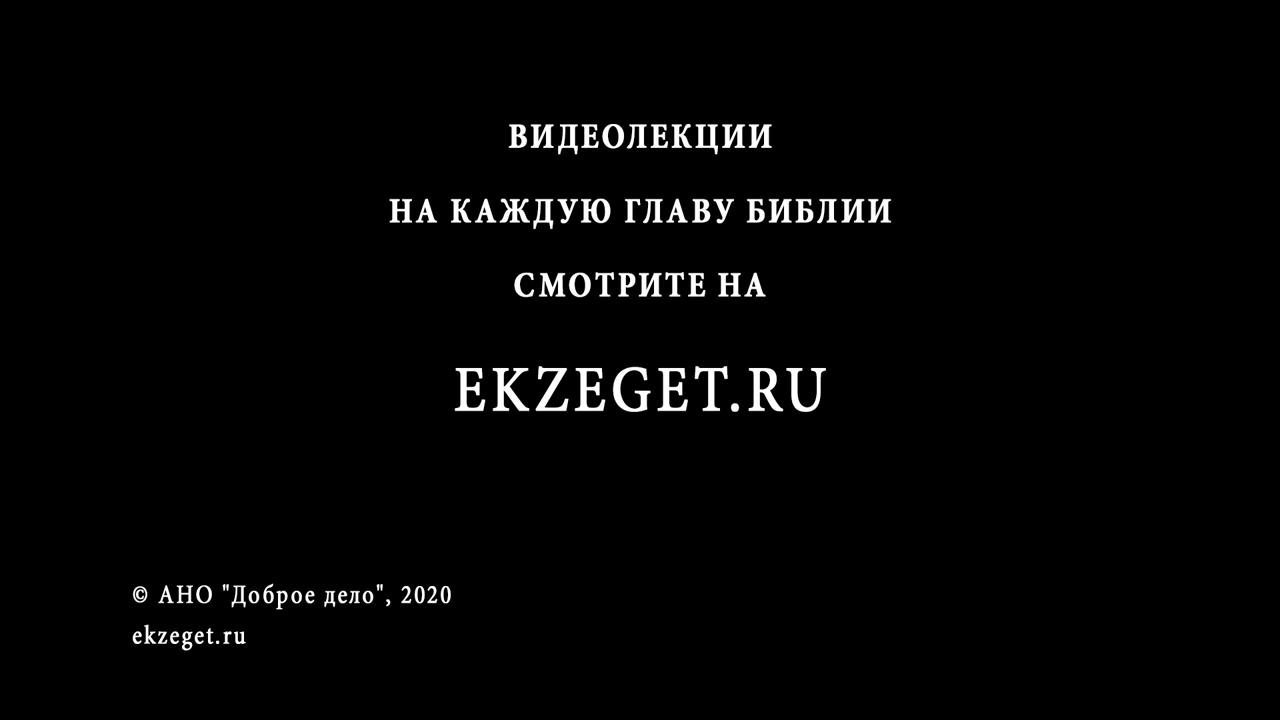 ВИДЕОЛЕКЦИИ
НА КАЖДУЮ ГЛАВУ БИБЛИИ
СМОТРИТЕ НА
EKZEGET.RU
© АНО "Доброе дело", 2020
ekzeget.ru